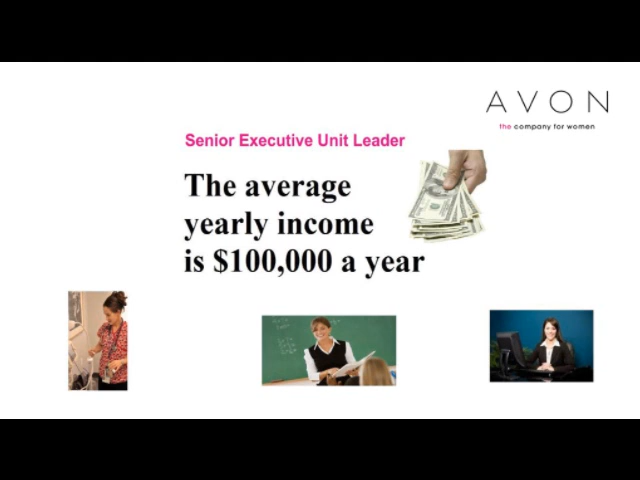 AVON
the company for women
Senior Executive Unit Leader
The average
yearly income
is $100,000 a year